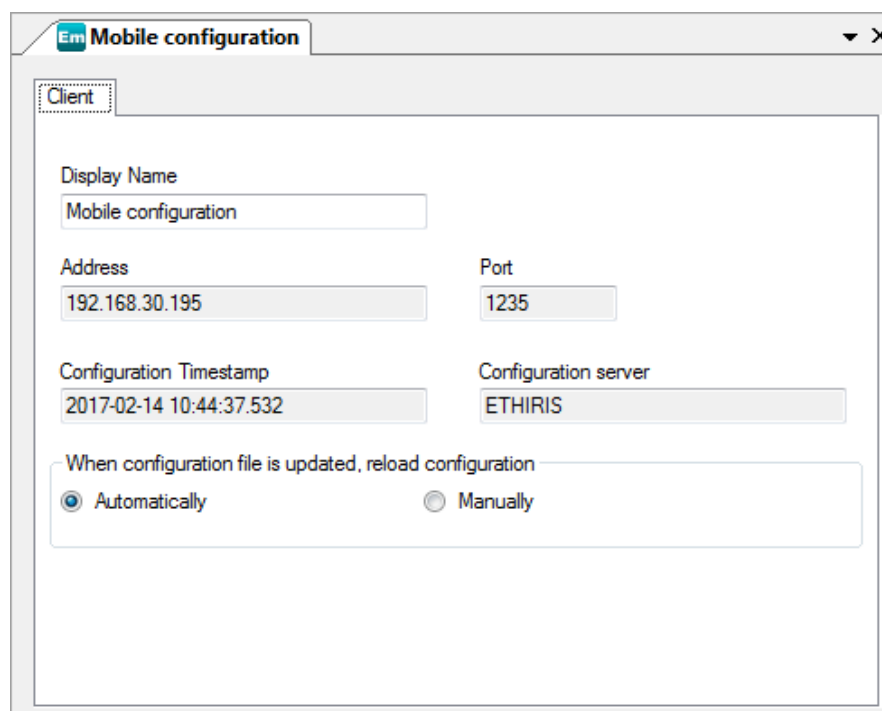 Em Mobile configuration
Client
Display Name
Mobile configuration
Address Port
192.168.30.195 1235
Configuration Timestamp Configuration server
2017-02-14 10:44:37.532 ETHIRIS
When configuration file is updated, reload configuration
Automatically Manually